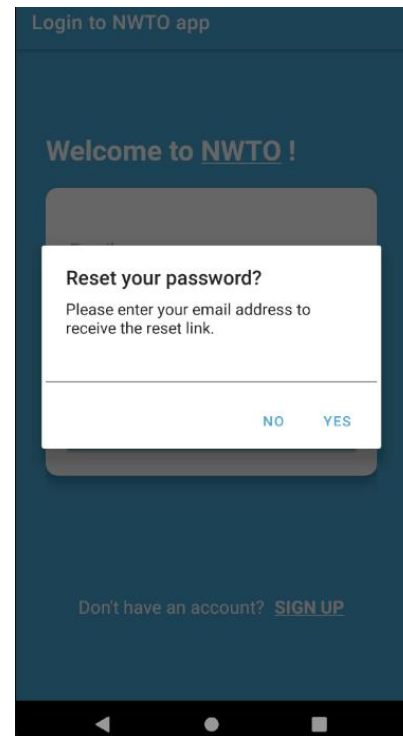 Login to NWTO app
Welcome to NWTO !
Reset your password?
Please enter your email address to
receive the reset link.
NO YES
Don't have an account? SIGN UP